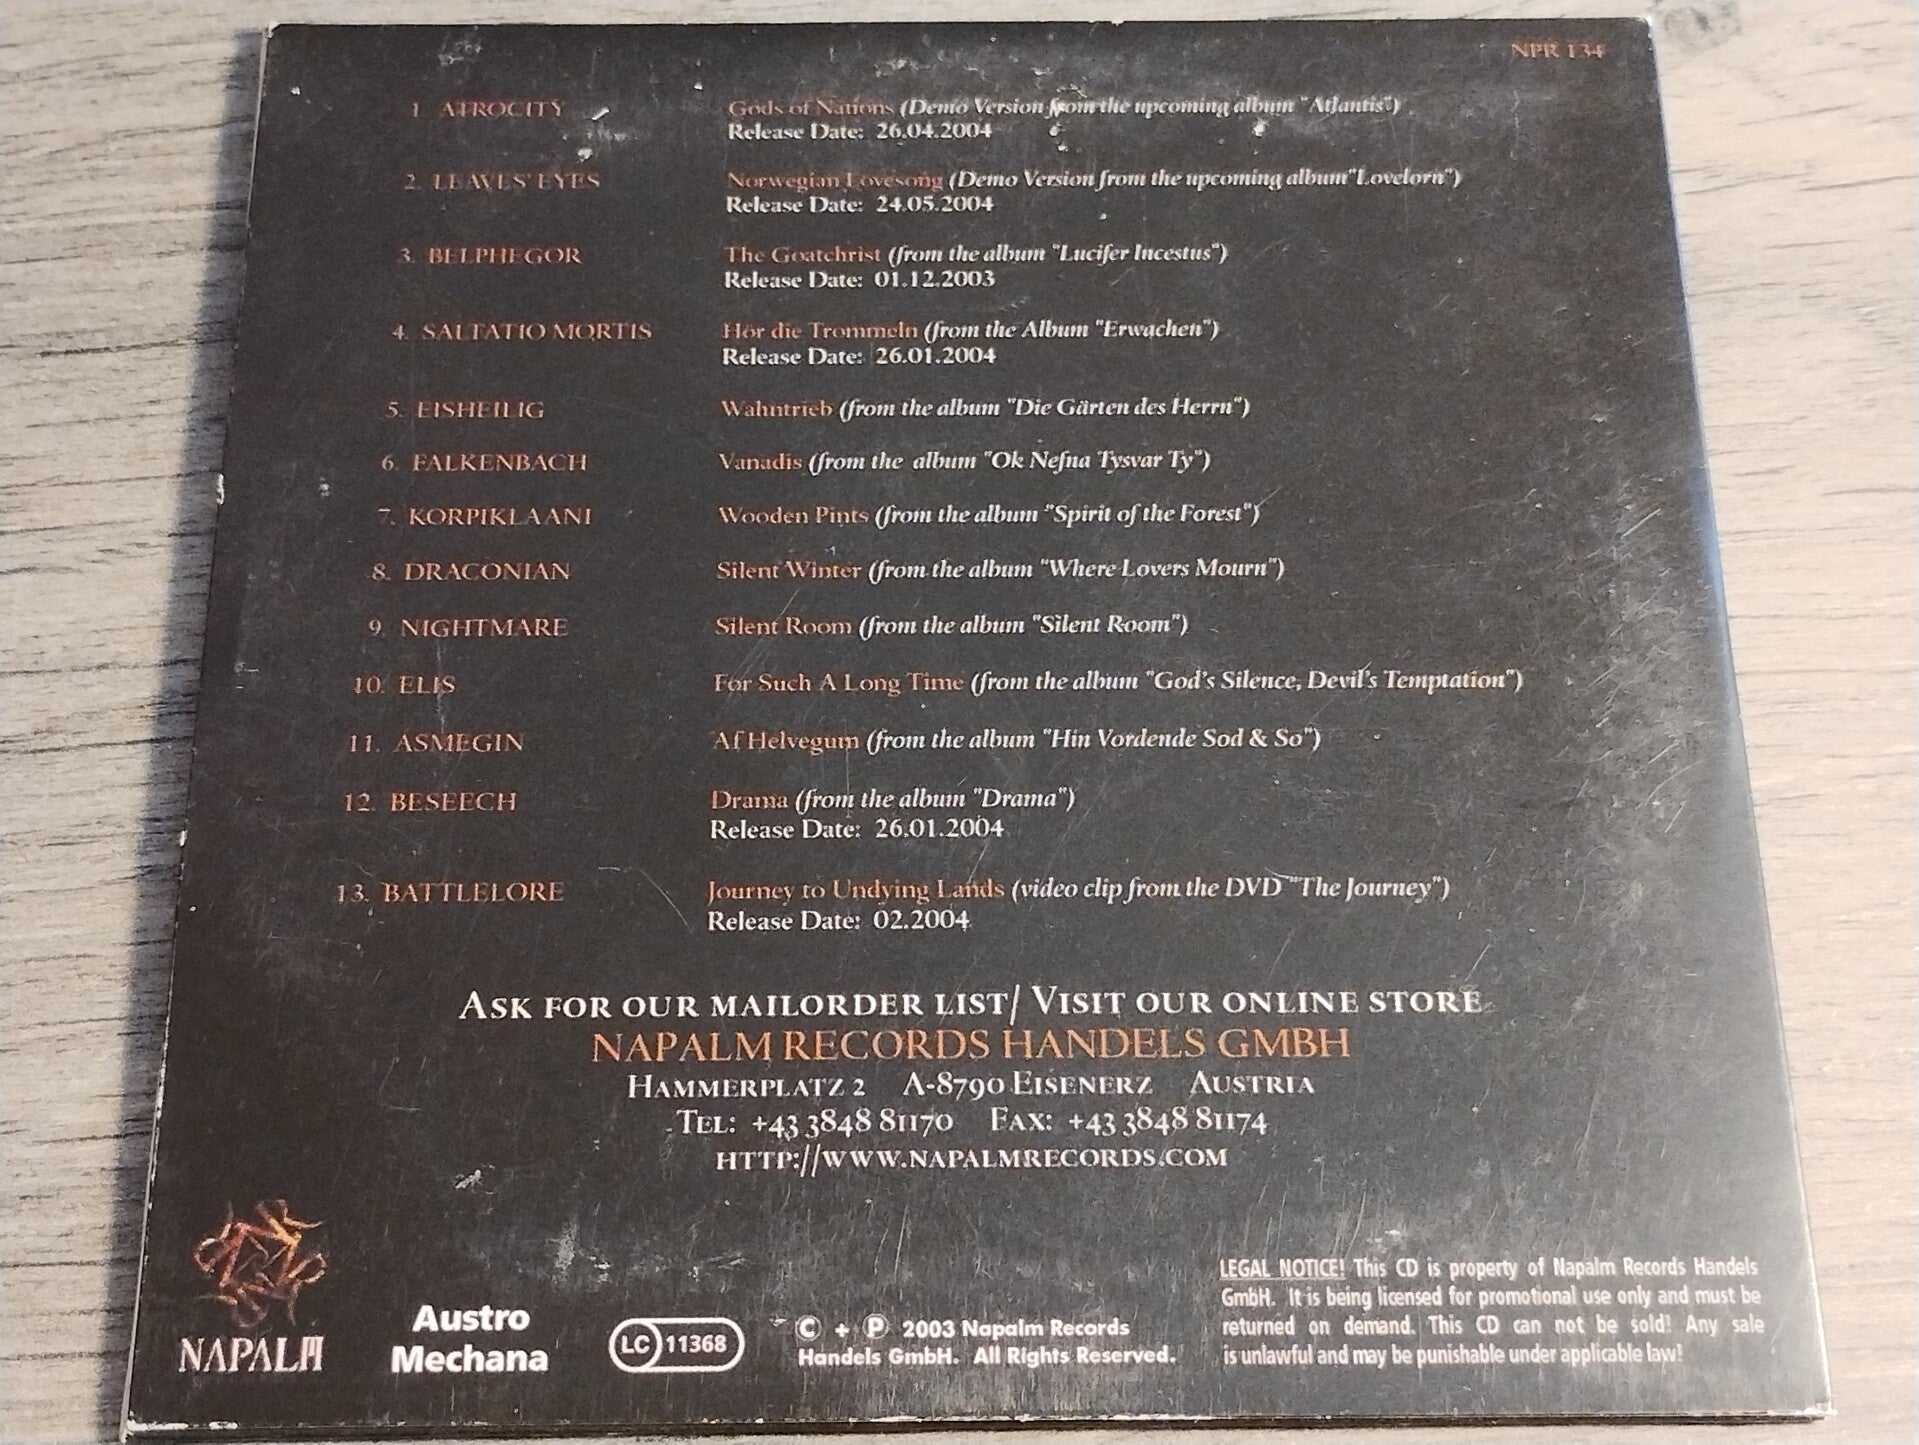 NPR 134
1. ATROCITY Gods of Nations (Demo Version from the upcoming album "Atlantis")
Release Date: 26.04.2004
2. LEAVES' EYES Norwegian Lovesong (Demo Version from the upcoming album"Lovelorn")
Release Date: 24.05.2004
3. BELPHEGOR The Goatchrist (from the album "Lucifer Incestus")
Release Date: 01.12.2003
4. SALTATIO MORTIS Hör die Trommeln (from the Album "Erwachen")
Release Date: 26.01.2004
5. EISHEILIG Wahntrieb (from the album "Die Gärten des Herrn")
6. FALKENBACH Vanadis (from the album "Ok Nefna Tysvar Ty")
7. KORPIKLAANI Wooden Pints (from the album "Spirit of the Forest")
8. DRACONIAN Silent Winter (from the album "Where Lovers Mourn")
9. NIGHTMARE Silent Room (from the album "Silent Room")
10. ELIS For Such A Long Time (from the album "God's Silence, Devil's Temptation")
11. ASMEGIN Af Helvegum (from the album "Hin Vordende Sod & So")
12. BESEECH Drama (from the album "Drama")
Release Date: 26.01.2004
13. BATTLELORE Journey to Undying Lands (video clip from the DVD "The Journey")
Release Date: 02.2004
ASK FOR OUR MAILORDER LIST/ VISIT OUR ONLINE STORE
NAPALM RECORDS HANDELS GMBH
HAMMERPLATZ 2 A-8790 EISENERZ AUSTRIA
TEL: +43 3848 81170 FAX: +43 3848 81174
HTTP://WWW.NAPALMRECORDS.COM
NAPALM
Austro
Mechana
LC 11368
© + ℗ 2003 Napalm Records
Handels GmbH. All Rights Reserved.
LEGAL NOTICE! This CD is property of Napalm Records Handels
GmbH. It is being licensed for promotional use only and must be
returned on demand. This CD can not be sold! Any sale
is unlawful and may be punishable under applicable law!